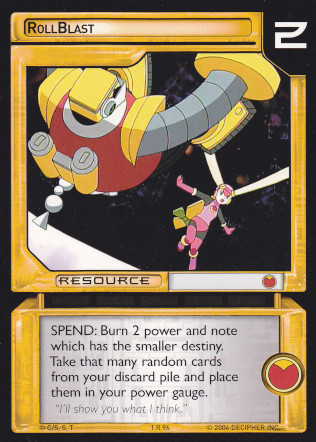 RollBlast
2
RESOURCE
SPEND: Burn 2 power and note
which has the smaller destiny.
Take that many random cards
from your discard pile and place
them in your power gauge.
"I'll show you what I think."
© C/S, S, T 1 R 96 © 2004 DECIPHER INC.